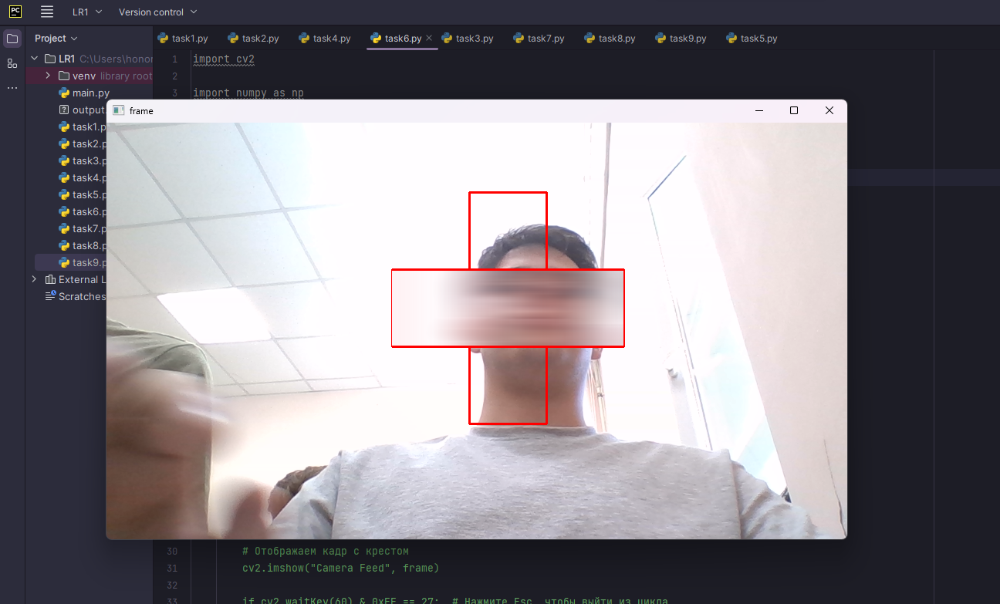 PC LR1 Version control
Project task1.py task2.py task4.py task6.py task3.py task7.py task8.py task9.py task5.py
LR1 C:\Users\honor
venv library root
main.py
output.
task1.p
task2.p
task3.p
task4.p
task5.p
task6.p
task7.p
task8.p
task9.p
External L
Scratches
1 import cv2
2
3 import numpy as np
frame
30 # Отображаем кадр с крестом
31 cv2.imshow("Camera Feed", frame)
32
33 if cv2.waitKey(60) & 0xFF == 27: # Нажмите Esc, чтобы выйти из цикла